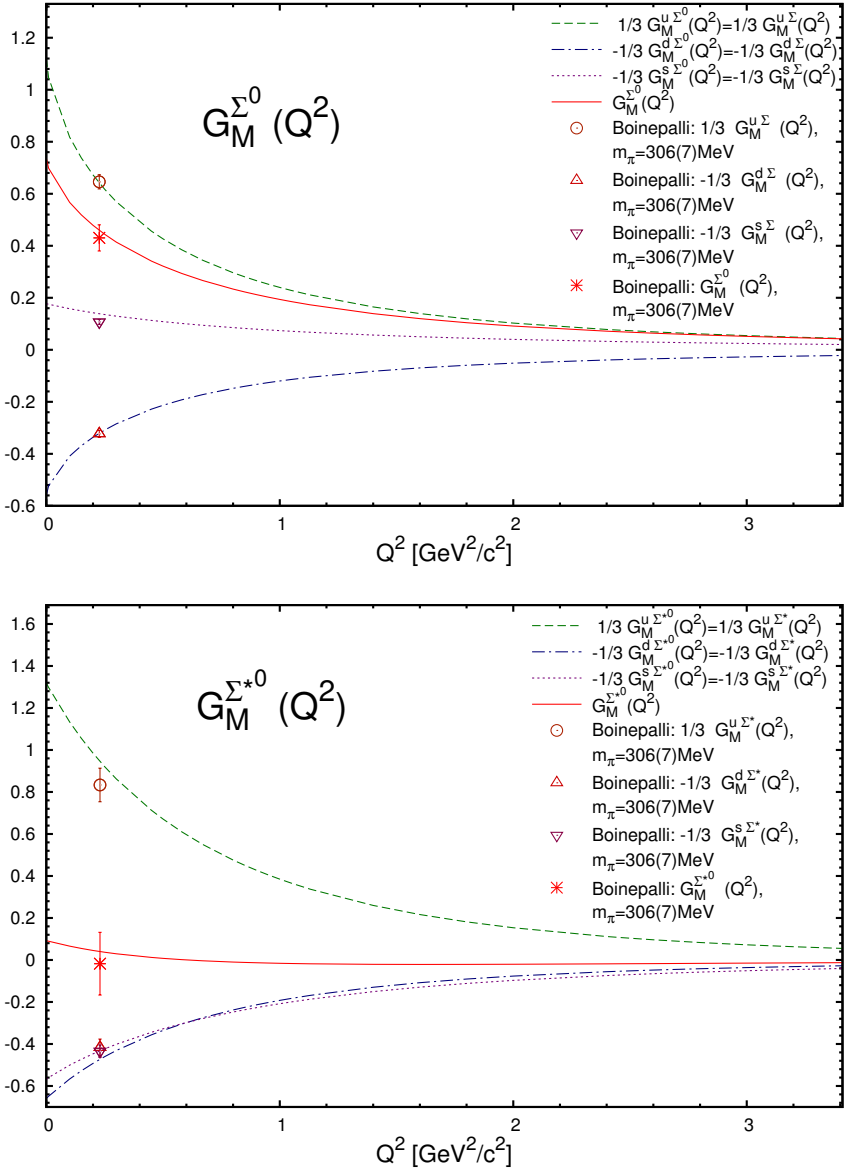 1/3 G_M^{u Σ^0}(Q^2)=1/3 G_M^{u Σ}(Q^2)
-1/3 G_M^{d Σ^0}(Q^2)=-1/3 G_M^{d Σ}(Q^2)
-1/3 G_M^{s Σ^0}(Q^2)=-1/3 G_M^{s Σ}(Q^2)
G_M^{Σ^0}(Q^2)
Boinepalli: 1/3 G_M^{u Σ} (Q^2),
m_π=306(7)MeV
Boinepalli: -1/3 G_M^{d Σ} (Q^2),
m_π=306(7)MeV
Boinepalli: -1/3 G_M^{s Σ} (Q^2),
m_π=306(7)MeV
Boinepalli: G_M^{Σ^0} (Q^2),
m_π=306(7)MeV
G_M^{Σ^0} (Q^2)
1.2
1
0.8
0.6
0.4
0.2
0
-0.2
-0.4
-0.6
0 1 2 3
Q^2 [GeV^2/c^2]
1/3 G_M^{u Σ*^0}(Q^2)=1/3 G_M^{u Σ*}(Q^2)
-1/3 G_M^{d Σ*^0}(Q^2)=-1/3 G_M^{d Σ*}(Q^2)
-1/3 G_M^{s Σ*^0}(Q^2)=-1/3 G_M^{s Σ*}(Q^2)
G_M^{Σ*^0}(Q^2)
Boinepalli: 1/3 G_M^{u Σ*}(Q^2),
m_π=306(7)MeV
Boinepalli: -1/3 G_M^{d Σ*}(Q^2),
m_π=306(7)MeV
Boinepalli: -1/3 G_M^{s Σ*}(Q^2),
m_π=306(7)MeV
Boinepalli: G_M^{Σ*^0} (Q^2),
m_π=306(7)MeV
G_M^{Σ*^0} (Q^2)
1.6
1.4
1.2
1
0.8
0.6
0.4
0.2
0
-0.2
-0.4
-0.6
0 1 2 3
Q^2 [GeV^2/c^2]